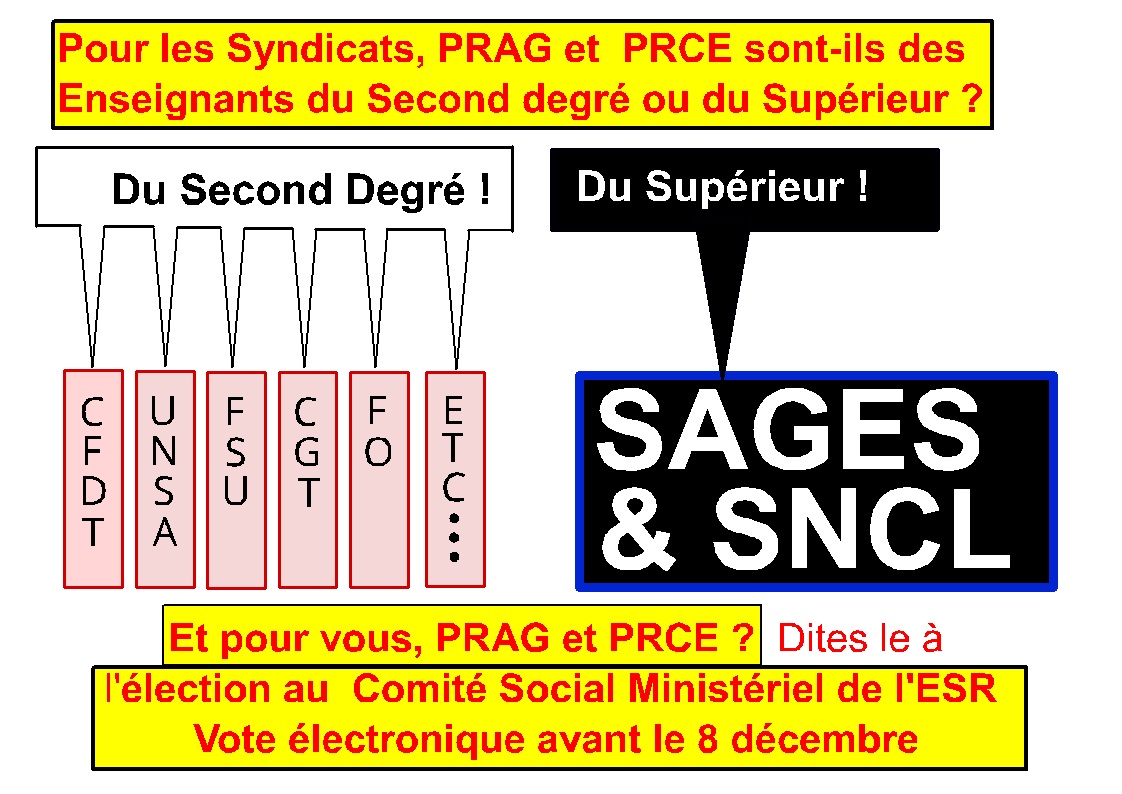 Pour les Syndicats, PRAG et PRCE sont-ils des
Enseignants du Second degré ou du Supérieur ?
Du Second Degré !
Du Supérieur !
CFDT
UNSA
FSU
CGT
FO
ETC...
SAGES
& SNCL
Et pour vous, PRAG et PRCE ? Dites le à
l'élection au Comité Social Ministériel de l'ESR
Vote électronique avant le 8 décembre